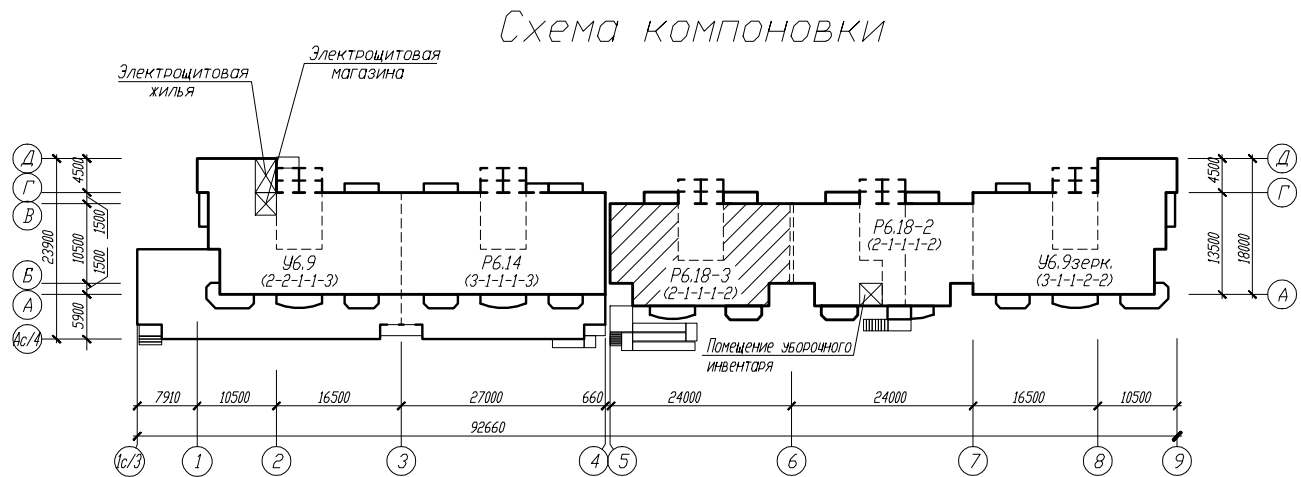 Схема компоновки
Электрощитовая
магазина
Электрощитовая
жилья
Д
Г
В
Б
А
Ас/4
23900
4500
1500
10500
1500
5900
Д
Г
А
4500
13500
18000
У6.9
(2-2-1-1-3)
Р6.14
(3-1-1-1-3)
Р6.18-3
(2-1-1-1-2)
Р6.18-2
(2-1-1-1-2)
У6.9зерк.
(3-1-1-2-2)
Помещение уборочного
инвентаря
7910 10500 16500 27000 660 24000 24000 16500 10500
92660
1с/3 1 2 3 4 5 6 7 8 9